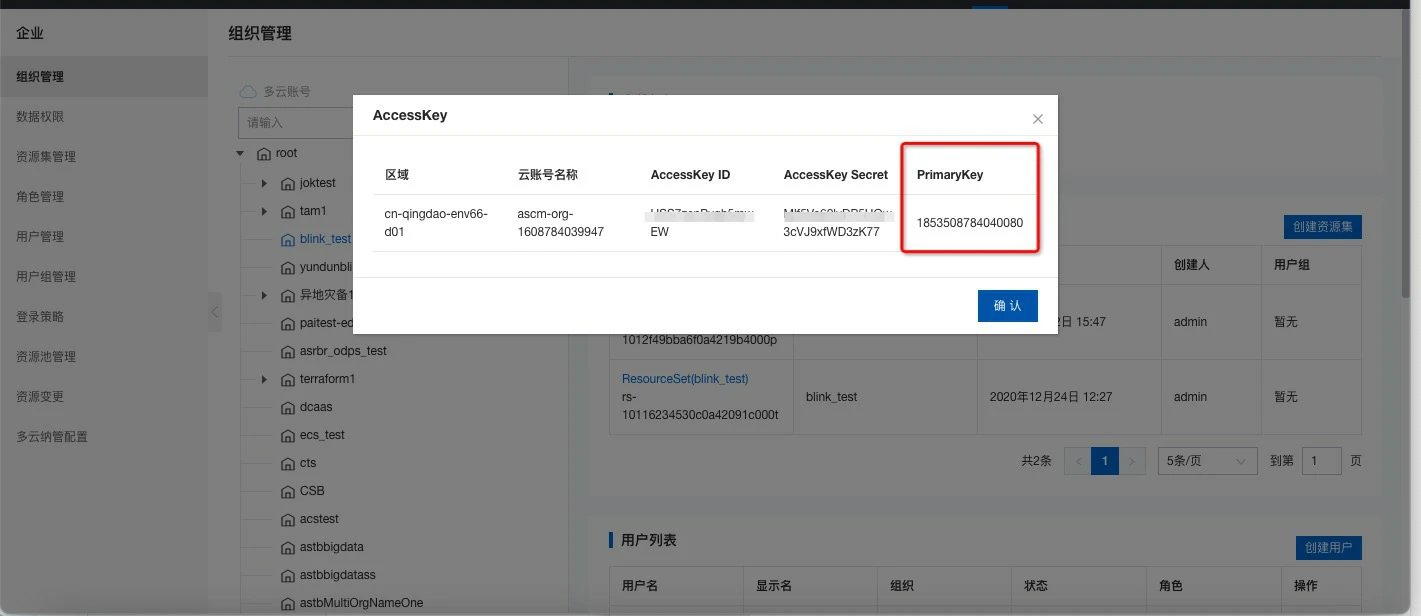 企业
组织管理
数据权限
资源集管理
角色管理
用户管理
用户组管理
登录策略
资源池管理
资源变更
多云纳管配置
组织管理
多云账号
请输入
root
joktest
tam1
blink_test
yundunbli
异地灾备1
paitest-ed
asrbr_odps_test
terraform1
dcaas
ecs_test
cts
CSB
acstest
astbbigdata
astbbigdatass
astbMultiOrgNameOne
AccessKey
区域 云账号名称 AccessKey ID AccessKey Secret PrimaryKey
cn-qingdao-env66- ascm-org-
d01 1608784039947 EW 3cVJ9xfWD3zK77 1853508784040080
确 认
创建资源集
创建人 用户组
2日 15:47 admin 暂无
1012f49bba6f0a4219b4000p
ResourceSet(blink_test)
rs- blink_test 2020年12月24日 12:27 admin 暂无
10116234530c0a42091c000t
共2条 < 1 > 5条/页 到第 1 页
用户列表
创建用户
用户名 显示名 组织 状态 角色 操作